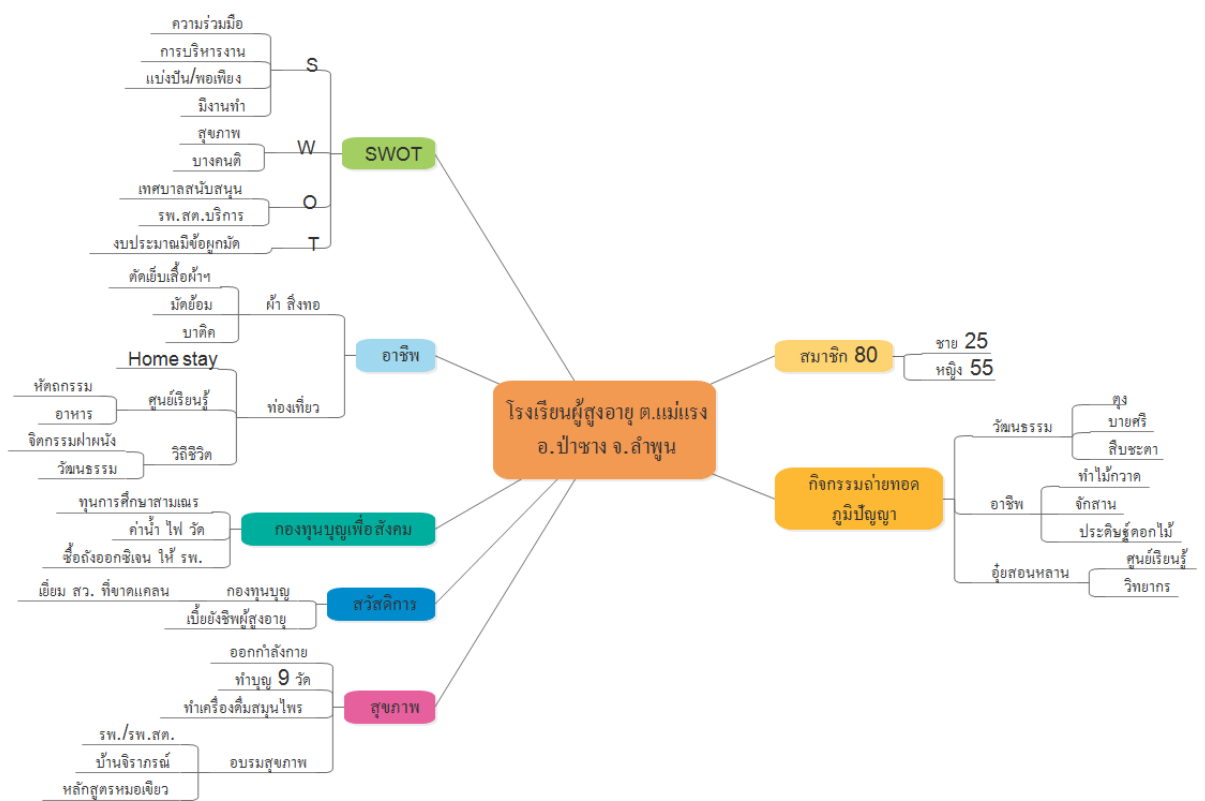 ความร่วมมือ
การบริหารงาน
แบ่งปัน/พอเพียง
มีงานทำ
S
สุขภาพ
บางคนติ
W
เทศบาลสนับสนุน
รพ.สต.บริการ
O
งบประมาณมีข้อผูกมัด
T
SWOT
ตัดเย็บเสื้อผ้าฯ
มัดย้อม
บาติค
ผ้า สิ่งทอ
Home stay
หัตถกรรม
อาหาร
ศูนย์เรียนรู้
จิตกรรมฝาผนัง
วัฒนธรรม
วิถีชีวิต
ท่องเที่ยว
อาชีพ
ทุนการศึกษาสามเณร
ค่าน้ำ ไฟ วัด
ซื้อถังออกซิเจน ให้ รพ.
กองทุนบุญเพื่อสังคม
เยี่ยม สว. ที่ขาดแคลน
กองทุนบุญ
เบี้ยยังชีพผู้สูงอายุ
สวัสดิการ
ออกกำลังกาย
ทำบุญ 9 วัด
ทำเครื่องดื่มสมุนไพร
รพ./รพ.สต.
บ้านจิราภรณ์
หลักสูตรหมอเขียว
อบรมสุขภาพ
สุขภาพ
โรงเรียนผู้สูงอายุ ต.แม่แรง
อ.ป่าซาง จ.ลำพูน
สมาชิก 80
ชาย 25
หญิง 55
กิจกรรมถ่ายทอด
ภูมิปัญญา
วัฒนธรรม
ตุง
บายศรี
สืบชะตา
อาชีพ
ทำไม้กวาด
จักสาน
ประดิษฐ์ดอกไม้
อุ๋ยสอนหลาน
ศูนย์เรียนรู้
วิทยากร